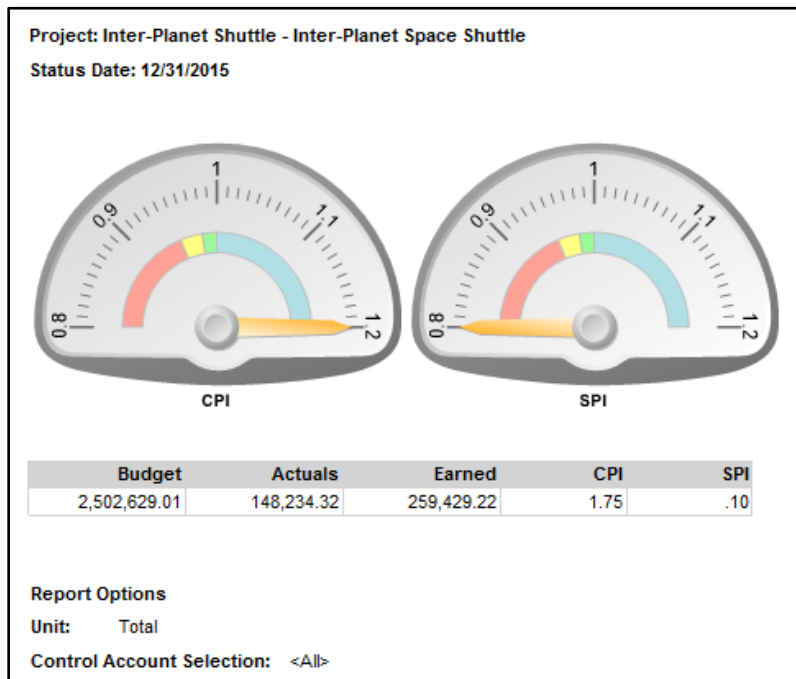 Project: Inter-Planet Shuttle - Inter-Planet Space Shuttle
Status Date: 12/31/2015
0.8 0.9 1 1.1 1.2
CPI
0.8 0.9 1 1.1 1.2
SPI
Budget Actuals Earned CPI SPI
2,502,629.01 148,234.32 259,429.22 1.75 .10
Report Options
Unit: Total
Control Account Selection: <All>